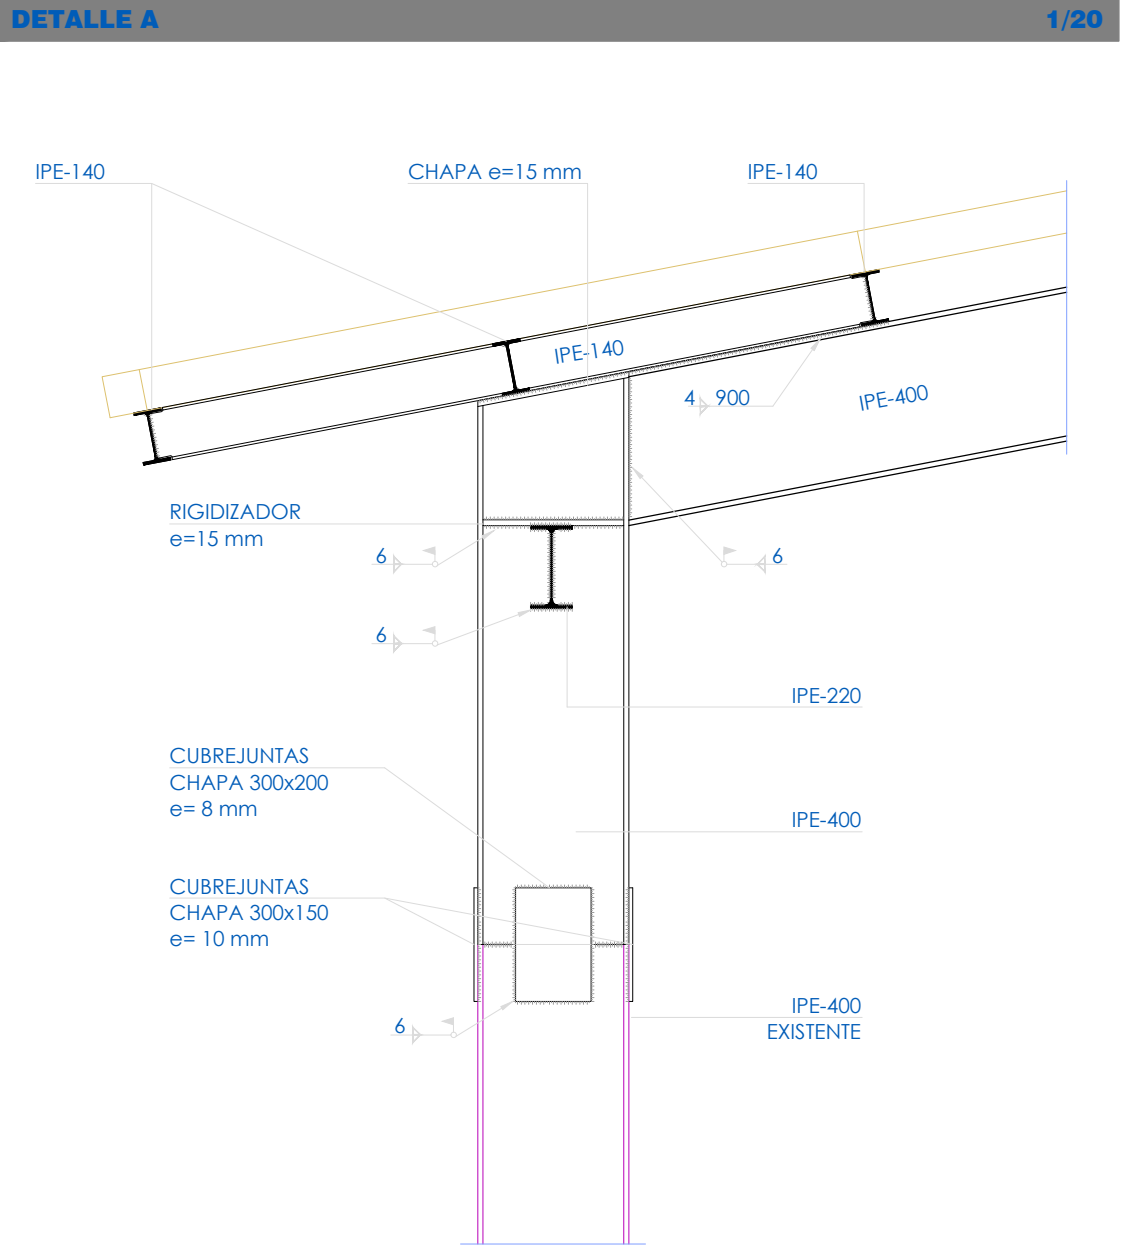 DETALLE A
1/20
IPE-140
CHAPA e=15 mm
IPE-140
IPE-140
4 900
IPE-400
RIGIDIZADOR
e=15 mm
6
6
6
IPE-220
CUBREJUNTAS
CHAPA 300x200
e= 8 mm
IPE-400
CUBREJUNTAS
CHAPA 300x150
e= 10 mm
IPE-400
EXISTENTE
6